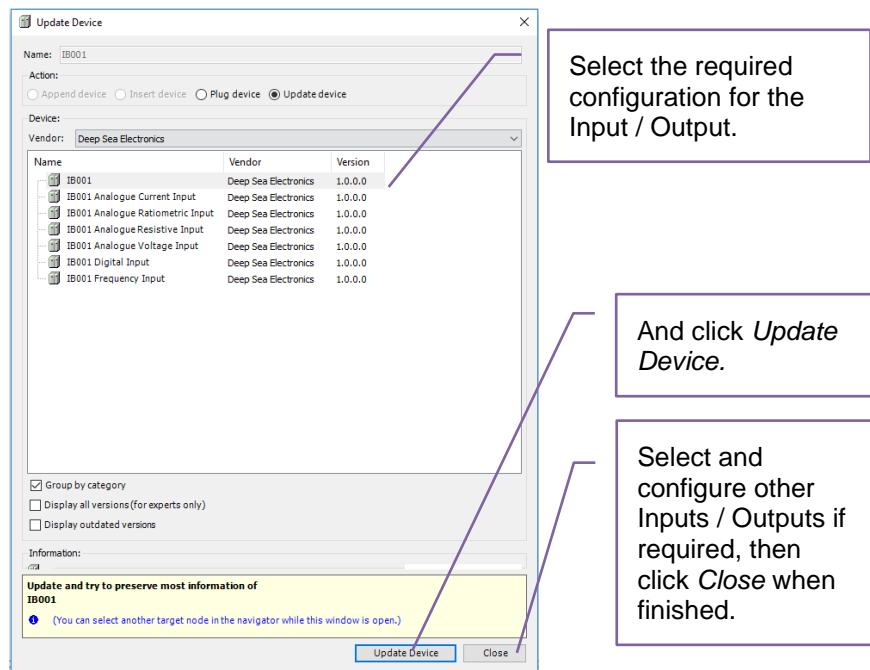 Update Device
Name: IB001
Action:
Append device Insert device Plug device Update device
Device:
Vendor: Deep Sea Electronics
Name Vendor Version
IB001 Deep Sea Electronics 1.0.0.0
IB001 Analogue Current Input Deep Sea Electronics 1.0.0.0
IB001 Analogue Ratiometric Input Deep Sea Electronics 1.0.0.0
IB001 Analogue Resistive Input Deep Sea Electronics 1.0.0.0
IB001 Analogue Voltage Input Deep Sea Electronics 1.0.0.0
IB001 Digital Input Deep Sea Electronics 1.0.0.0
IB001 Frequency Input Deep Sea Electronics 1.0.0.0
Group by category
Display all versions (for experts only)
Display outdated versions
Information:
Update and try to preserve most information of
IB001
(You can select another target node in the navigator while this window is open.)
Update Device Close
Select the required
configuration for the
Input / Output.
And click Update
Device.
Select and
configure other
Inputs / Outputs if
required, then
click Close when
finished.